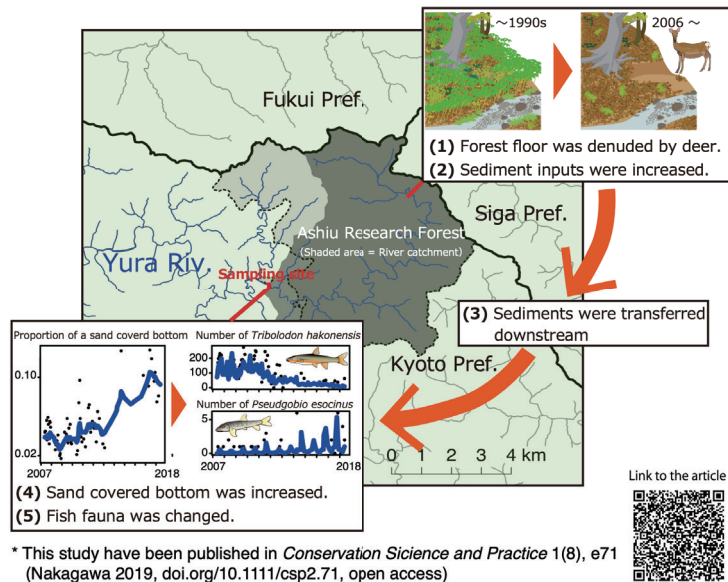 ~1990s
2006 ~
(1) Forest floor was denuded by deer.
(2) Sediment inputs were increased.
Fukui Pref.
Siga Pref.
Ashiu Research Forest
(Shaded area = River catchment)
Yura Riv.
Sampling site
(3) Sediments were transferred
downstream
Kyoto Pref.
Proportion of a sand coverd bottom
0.10
0.02
2007
2018
Number of Tribolodon hakonensis
200
100
0
Number of Pseudgobio esocinus
5
0
2007
2018
(4) Sand covered bottom was increased.
(5) Fish fauna was changed.
0 1 2 3 4 km
Link to the article
* This study have been published in Conservation Sicience and Practice 1(8), e71
(Nakagawa 2019, doi.org/10.1111/csp2.71, open access)